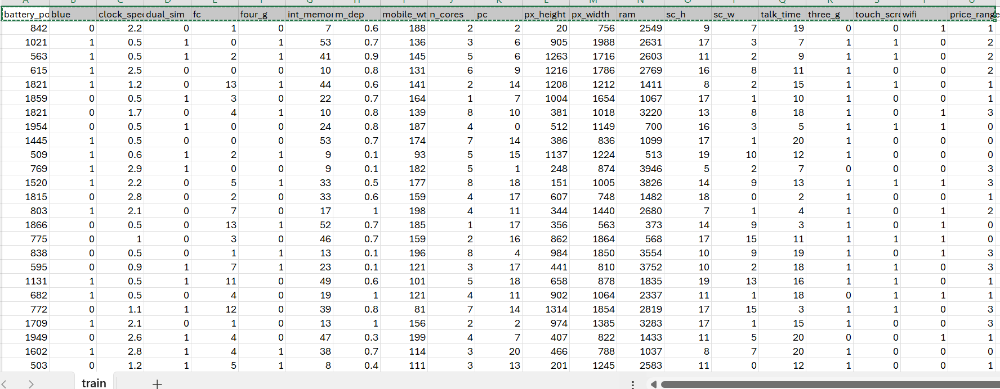 battery_po blue clock_spee dual_sim fc four_g int_memor m_dep mobile_wt n_cores pc px_height px_width ram sc_h sc_w talk_time three_g touch_scre wifi price_range
842 0 2.2 0 1 0 7 0.6 188 2 2 20 756 2549 9 7 19 0 0 1 1
1021 1 0.5 1 0 1 53 0.7 136 3 6 905 1988 2631 17 3 7 1 1 0 2
563 1 0.5 1 2 1 41 0.9 145 5 6 1263 1716 2603 11 2 9 1 1 0 2
615 1 2.5 0 0 0 10 0.8 131 6 9 1216 1786 2769 16 8 11 1 0 0 2
1821 1 1.2 0 13 1 44 0.6 141 2 14 1208 1212 1411 8 2 15 1 1 0 1
1859 0 0.5 1 3 0 22 0.7 164 1 7 1004 1654 1067 17 1 10 1 0 0 1
1821 0 1.7 0 4 1 10 0.8 139 8 10 381 1018 3220 13 8 18 1 0 1 3
1954 0 0.5 1 0 0 24 0.8 187 4 0 512 1149 700 16 3 5 1 1 1 0
1445 1 0.5 0 0 0 53 0.7 174 7 14 386 836 1099 17 1 20 1 0 0 0
509 1 0.6 1 2 1 9 0.1 93 5 15 1137 1224 513 19 10 12 1 0 0 0
769 1 2.9 1 0 0 9 0.1 182 5 1 248 874 3946 5 2 7 0 0 0 3
1520 1 2.2 0 5 1 33 0.5 177 8 18 151 1005 3826 14 9 13 1 1 1 3
1815 0 2.8 0 2 0 33 0.6 159 4 17 607 748 1482 18 0 2 1 0 0 1
803 1 2.1 0 7 0 17 1 198 4 11 344 1440 2680 7 1 4 1 0 1 2
1866 0 0.5 0 13 1 52 0.7 185 1 17 356 563 373 14 9 3 1 0 1 0
775 0 1 0 3 0 46 0.7 159 2 16 862 1864 568 17 15 11 1 1 1 0
838 0 0.5 0 1 1 13 0.1 196 8 4 984 1850 3554 10 9 19 1 0 1 3
595 0 0.9 1 7 1 23 0.1 121 3 17 441 810 3752 10 2 18 1 1 0 3
1131 1 0.5 1 11 0 49 0.6 101 5 18 658 878 1835 19 13 16 1 1 0 1
682 1 0.5 0 4 0 19 1 121 4 11 902 1064 2337 11 1 18 0 1 1 1
772 0 1.1 1 12 0 39 0.8 81 7 14 1314 1854 2819 17 15 3 1 1 0 3
1709 1 2.1 0 1 0 13 1 156 2 2 974 1385 3283 17 1 15 1 0 0 3
1949 0 2.6 1 4 0 47 0.3 199 4 7 407 822 1433 11 5 20 0 0 1 1
1602 1 2.8 1 4 1 38 0.7 114 3 20 466 788 1037 8 7 20 1 0 0 0
503 0 1.2 1 5 1 8 0.4 111 3 13 201 1245 2583 11 0 12 1 0 0 1
train